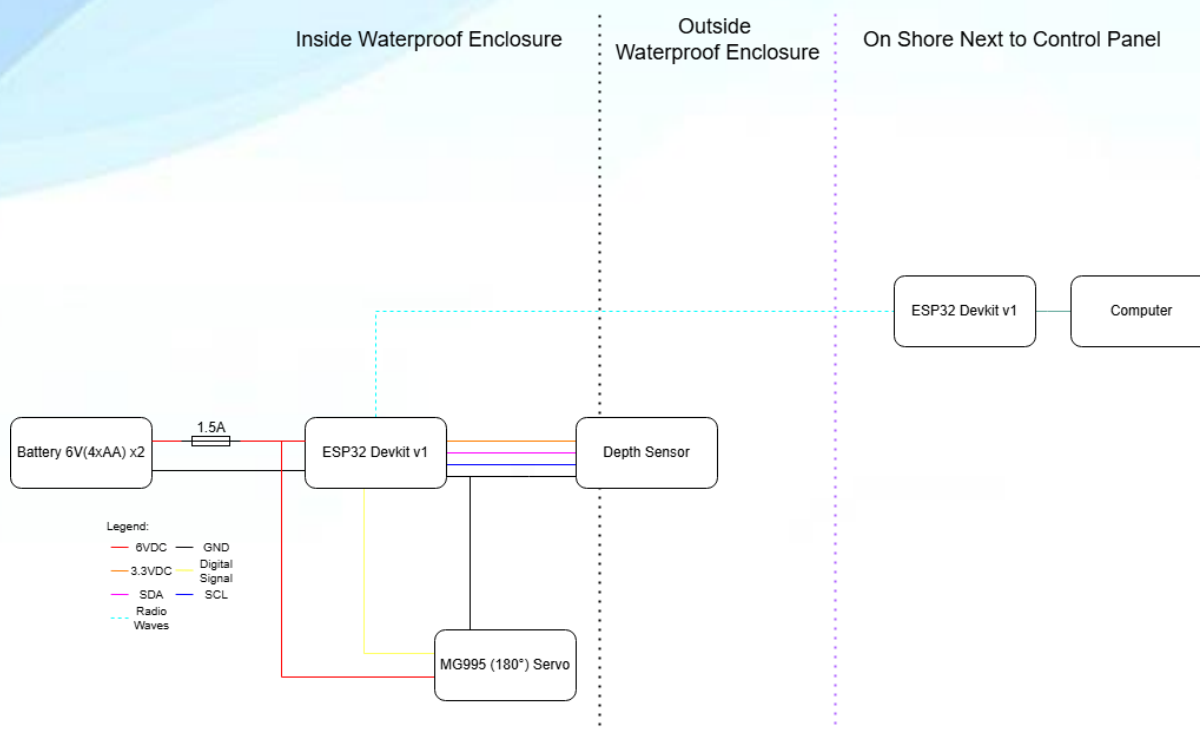 Inside Waterproof Enclosure
Outside
Waterproof Enclosure
On Shore Next to Control Panel
ESP32 Devkit v1
Computer
1.5A
Battery 6V(4xAA) x2
ESP32 Devkit v1
Depth Sensor
Legend:
6VDC
GND
3.3VDC
Digital
Signal
SDA
SCL
Radio
Waves
MG995 (180°) Servo